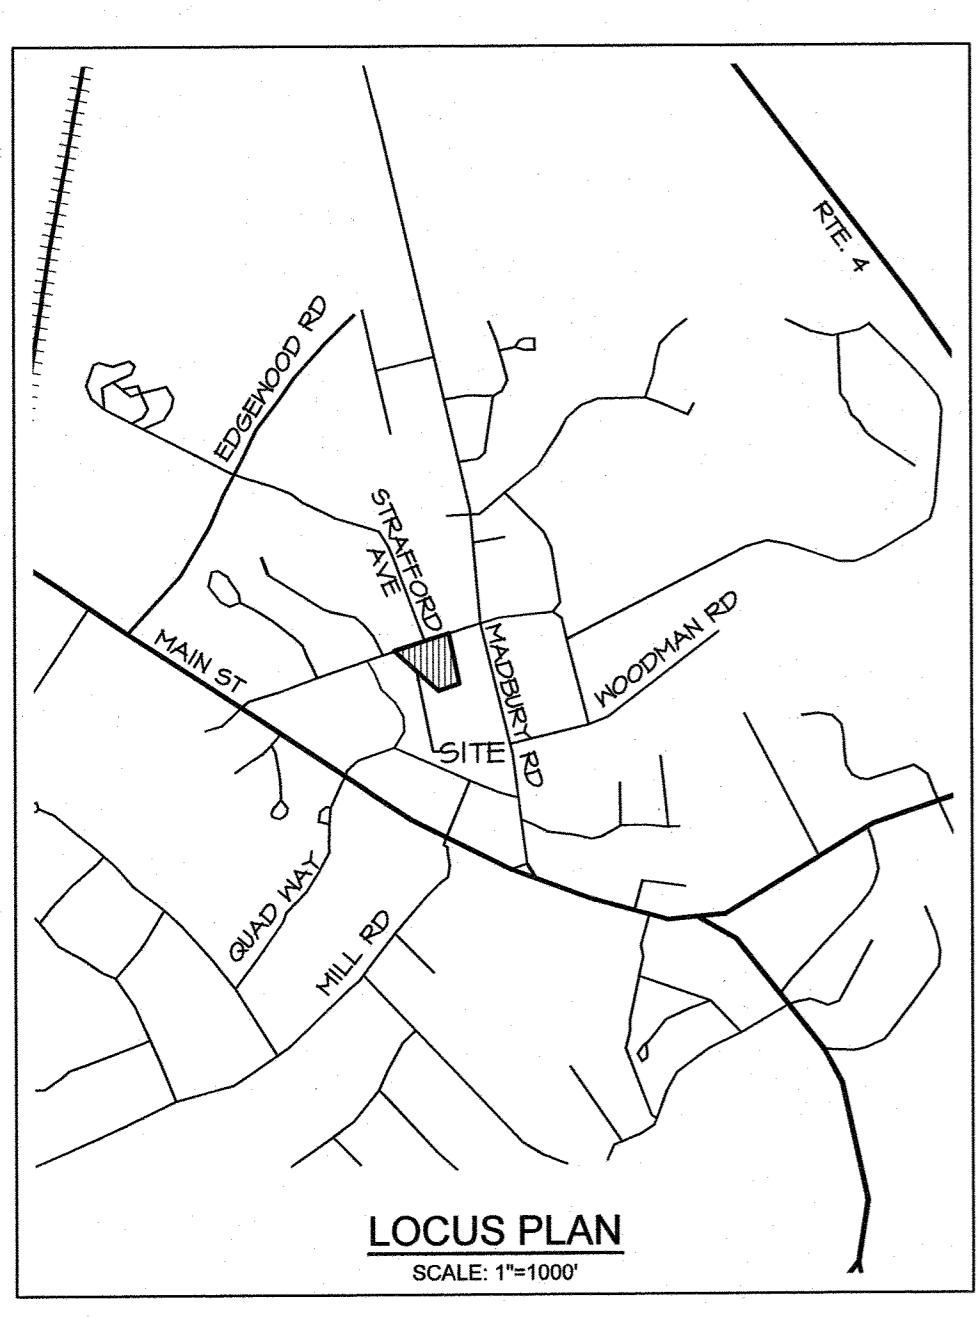 RTE. 4
EDGEWOOD RD
STRAFFORD
AVE
WOODMAN RD
MAIN ST
MADBURY RD
SITE
QUAD WAY
MILL RD
LOCUS PLAN
SCALE: 1"=1000'